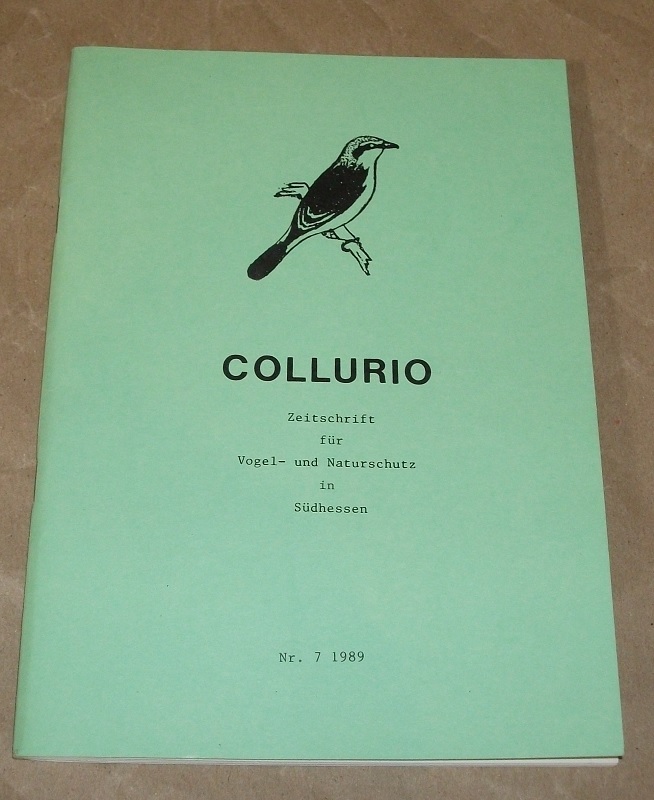 COLLURIO
Zeitschrift
für
Vogel- und Naturschutz
in
Südhessen
Nr. 7 1989